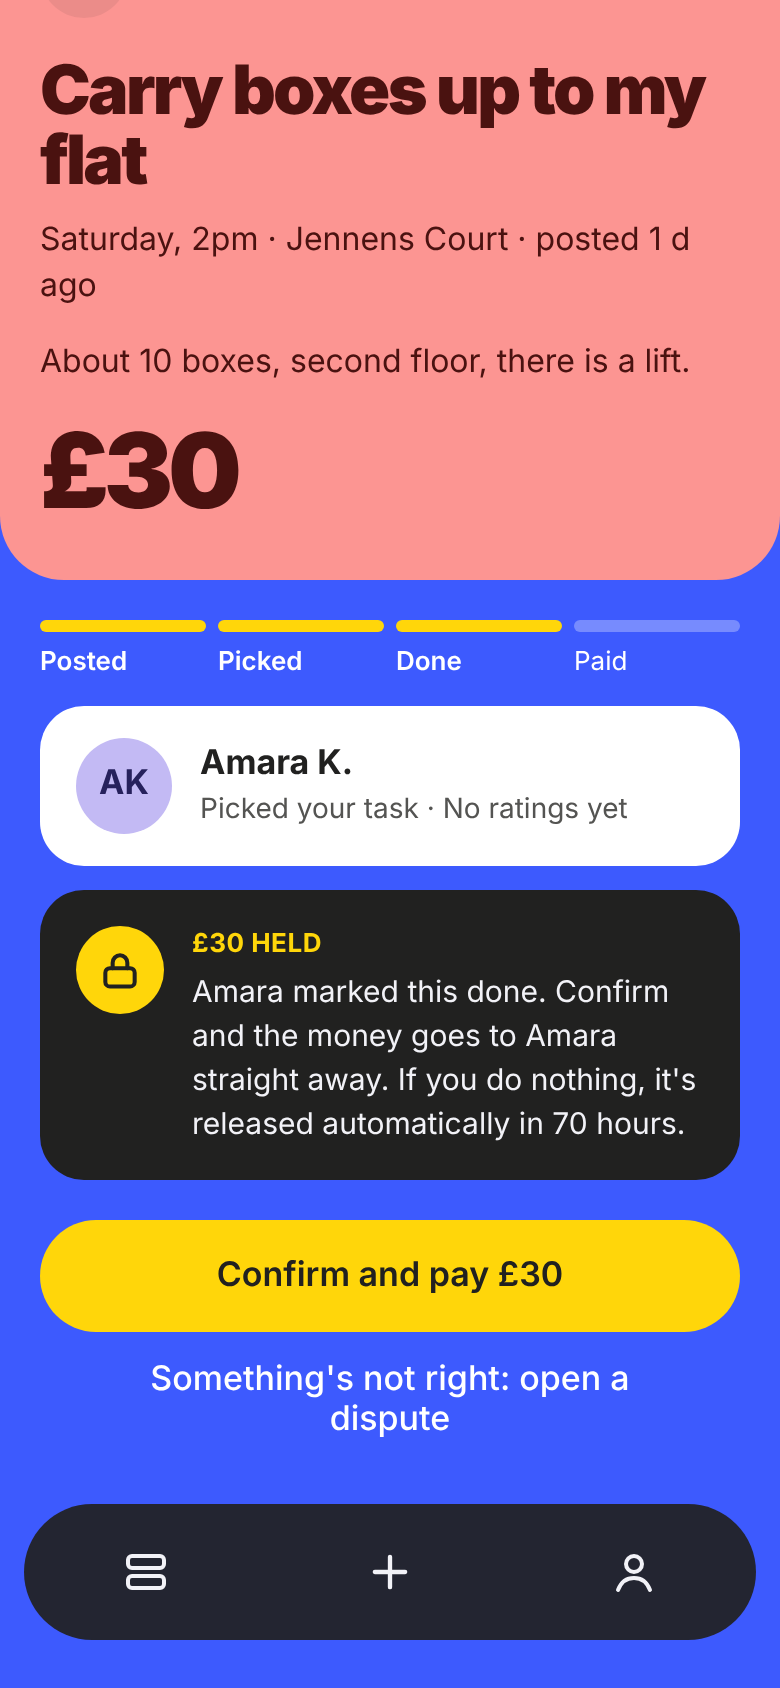 Carry boxes up to my
flat
Saturday, 2pm · Jennens Court · posted 1 d
ago
About 10 boxes, second floor, there is a lift.
£30
Posted
Picked
Done
Paid
AK
Amara K.
Picked your task · No ratings yet
£30 HELD
Amara marked this done. Confirm
and the money goes to Amara
straight away. If you do nothing, it's
released automatically in 70 hours.
Confirm and pay £30
Something's not right: open a
dispute